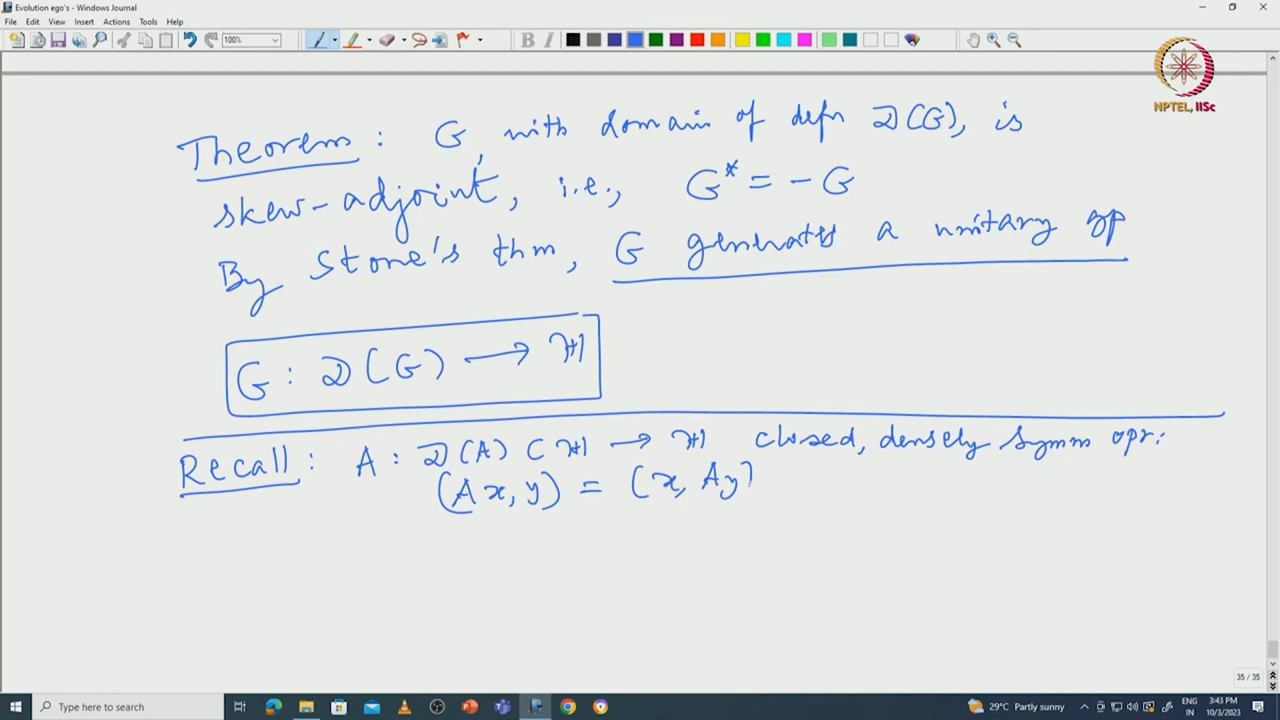 Evolution eqo's - Windows Journal
File Edit View Insert Actions Tools Help
100%
NPTEL, IISc
Theorem : G, with domain of defn D(G), is
skew-adjoint, i.e., G* = - G
By Stone's thm, G generates a unitary gp
G : D(G) → H
Recall : A : D(A) ⊂ H → H closed, densely symm opr.
(Ax, y) = (x, Ay)
35 / 35
Type here to search
29°C Partly sunny
ENG
IN
3:43 PM
10/3/2023